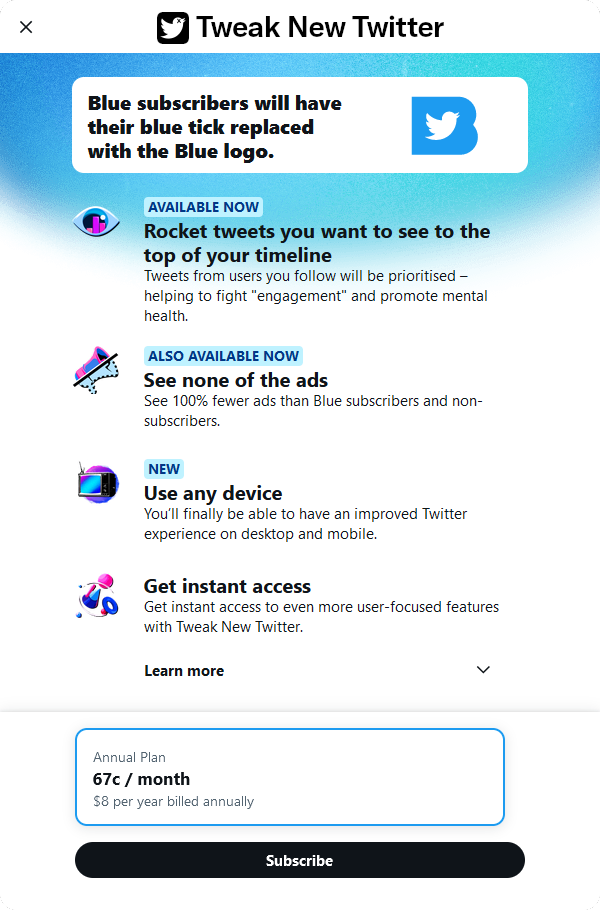 Tweak New Twitter
Blue subscribers will have
their blue tick replaced
with the Blue logo.
AVAILABLE NOW
Rocket tweets you want to see to the
top of your timeline
Tweets from users you follow will be prioritised –
helping to fight "engagement" and promote mental
health.
ALSO AVAILABLE NOW
See none of the ads
See 100% fewer ads than Blue subscribers and non-
subscribers.
NEW
Use any device
You’ll finally be able to have an improved Twitter
experience on desktop and mobile.
Get instant access
Get instant access to even more user-focused features
with Tweak New Twitter.
Learn more
Annual Plan
67c / month
$8 per year billed annually
Subscribe